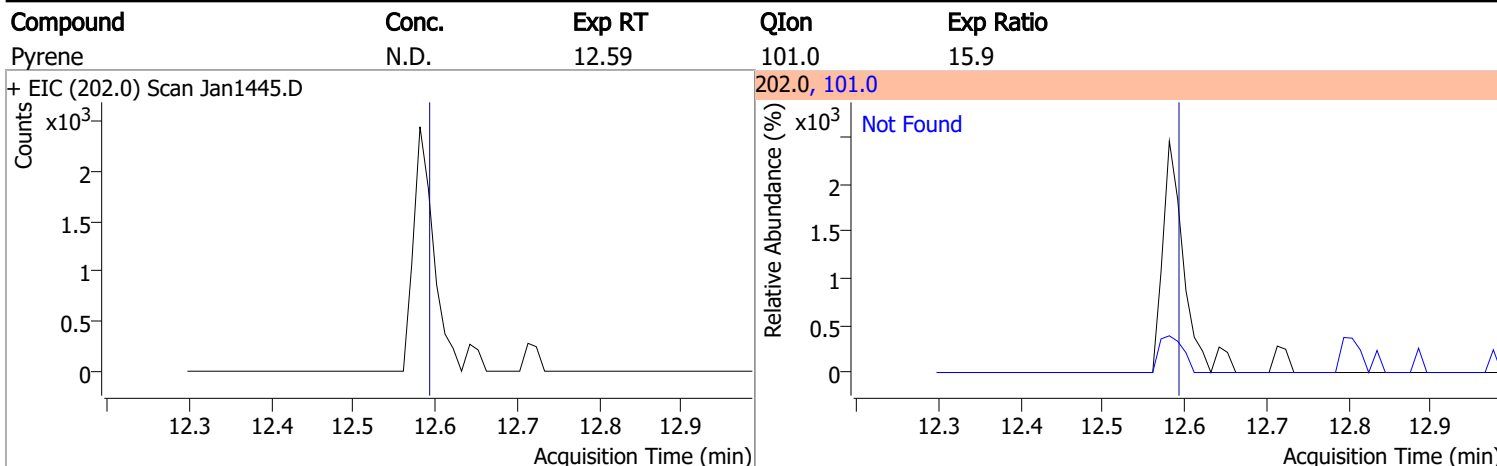 Compound Conc. Exp RT QIon Exp Ratio
Pyrene N.D. 12.59 101.0 15.9
+ EIC (202.0) Scan Jan1445.D
Counts
x10³
2
1.5
1
0.5
0
12.3 12.4 12.5 12.6 12.7 12.8 12.9
Acquisition Time (min)
202.0, 101.0
Relative Abundance (%)
x10³
Not Found
2
1.5
1
0.5
0
12.3 12.4 12.5 12.6 12.7 12.8 12.9
Acquisition Time (min)